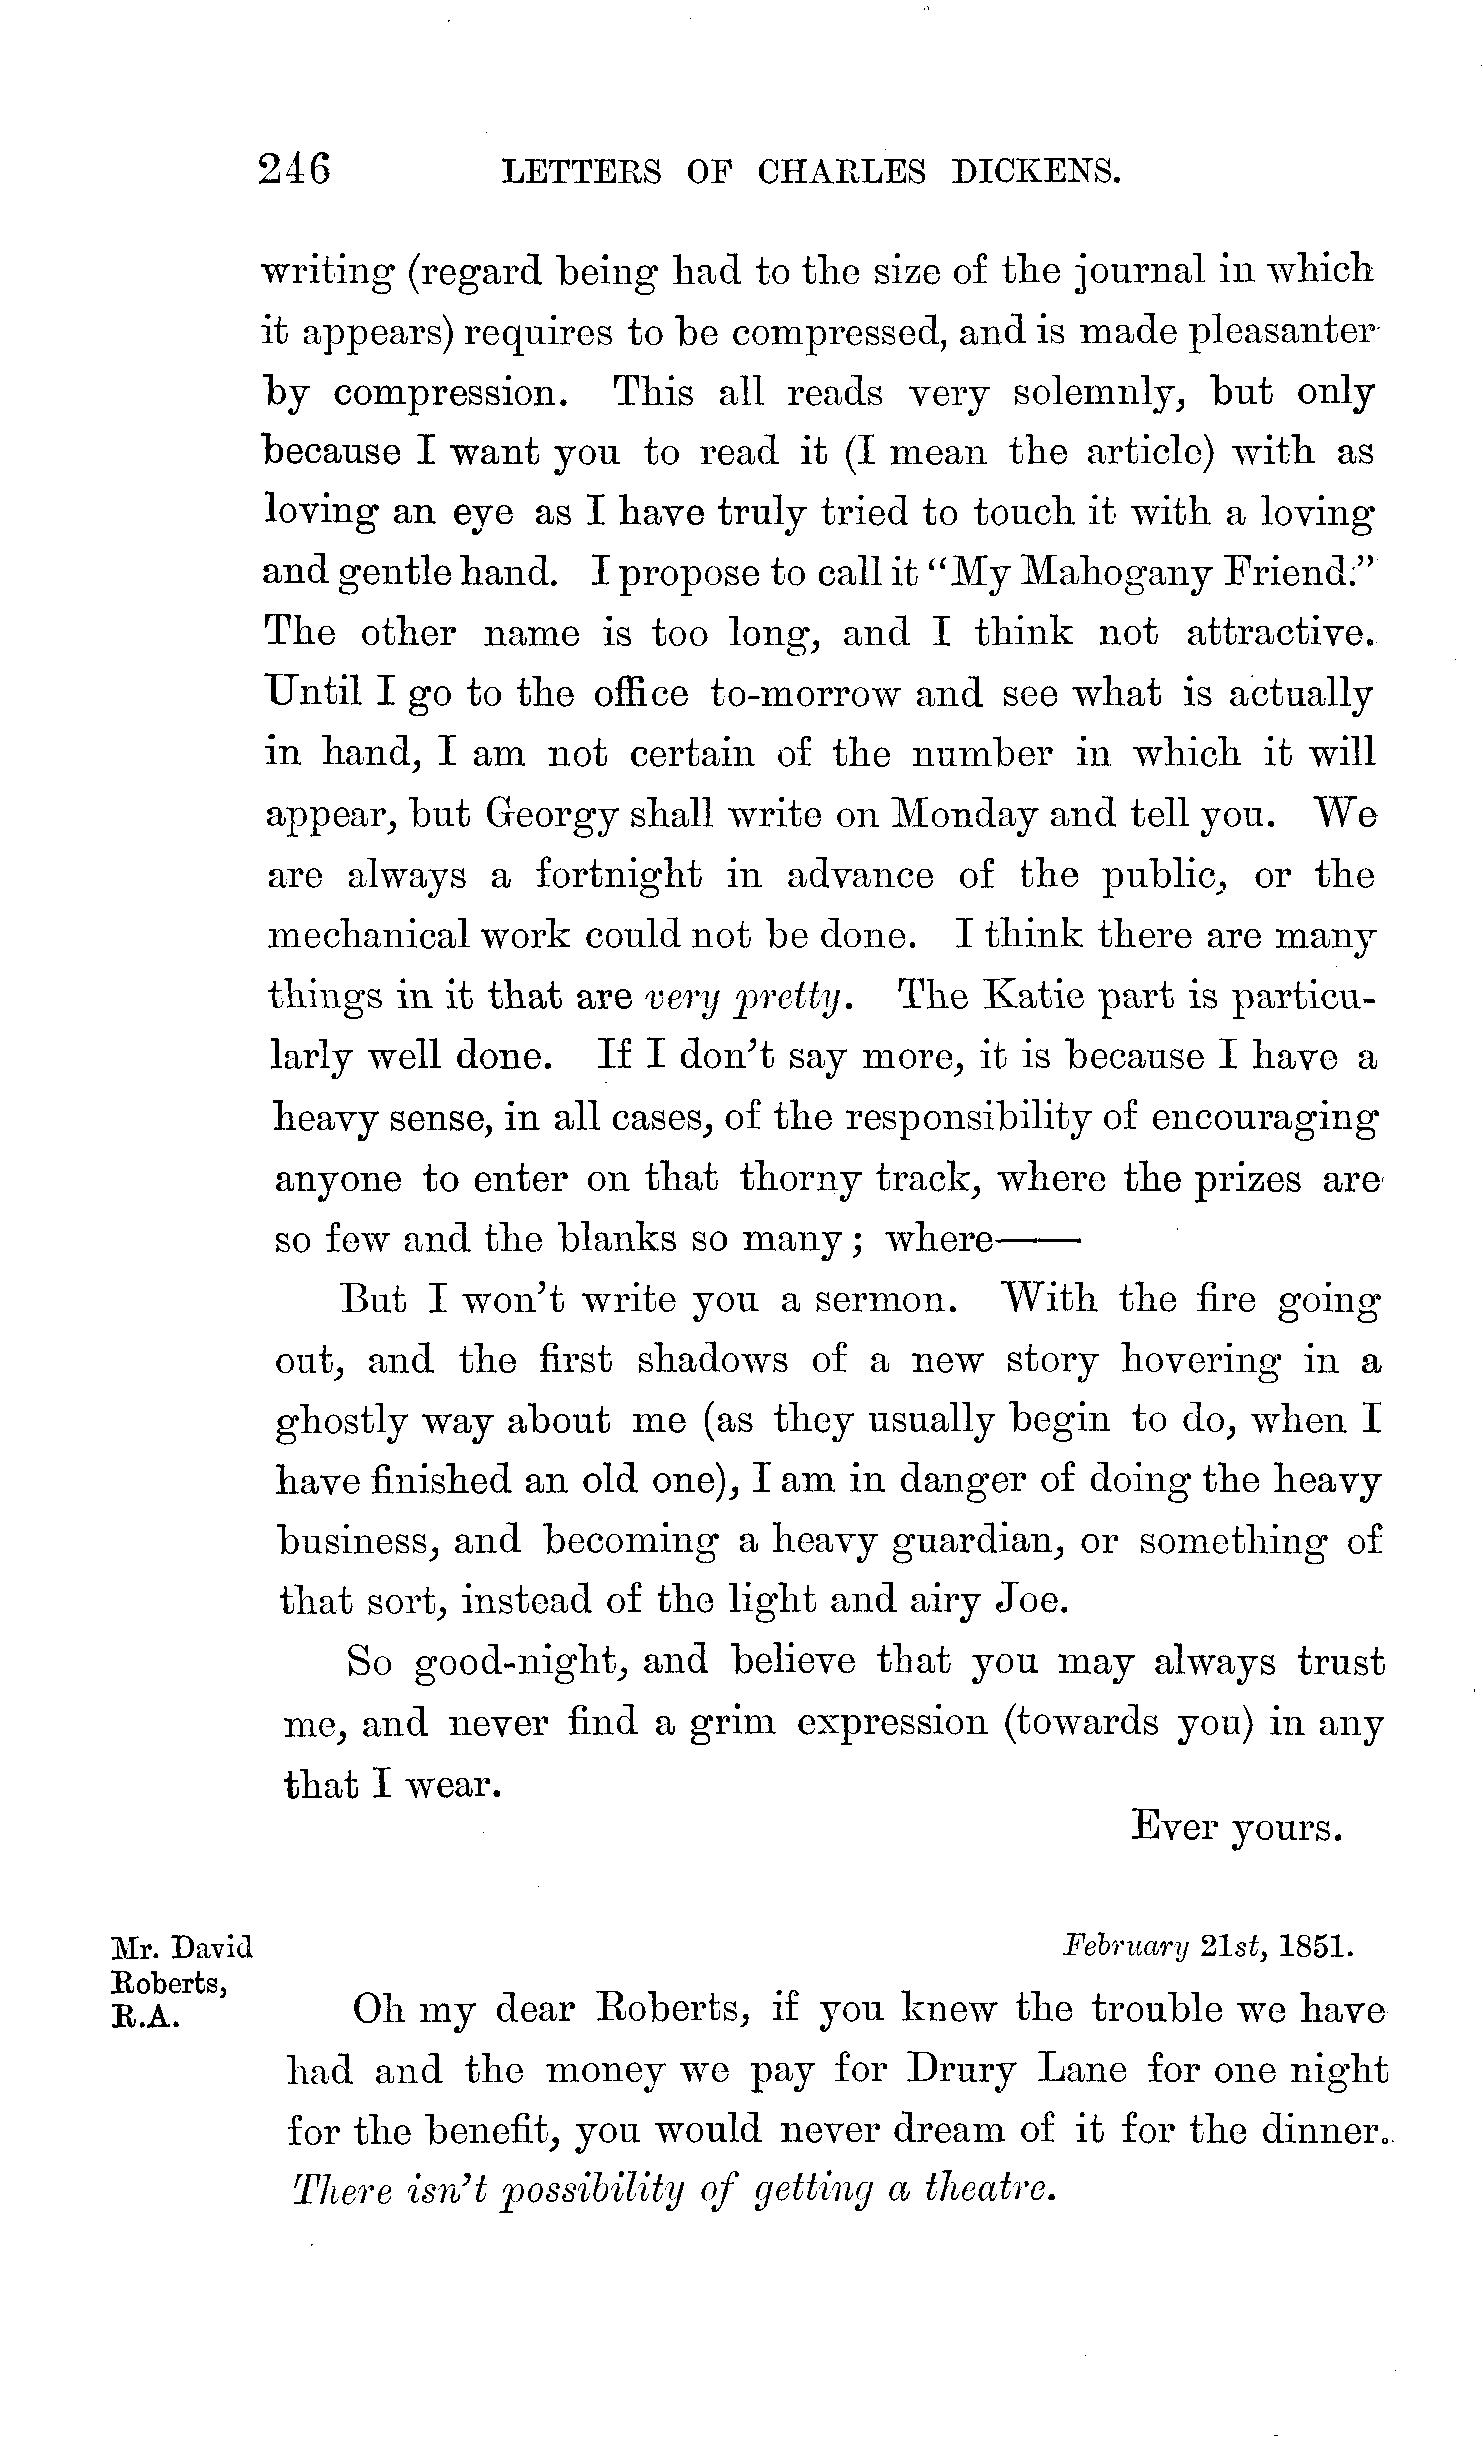 246 LETTERS OF CHARLES DICKENS.
writing (regard being had to the size of the journal in which
it appears) requires to be compressed, and is made pleasanter
by compression. This all reads very solemnly, but only
because I want you to read it (I mean the article) with as
loving an eye as I have truly tried to touch it with a loving
and gentle hand. I propose to call it “My Mahogany Friend.”
The other name is too long, and I think not attractive.
Until I go to the office to-morrow and see what is actually
in hand, I am not certain of the number in which it will
appear, but Georgy shall write on Monday and tell you. We
are always a fortnight in advance of the public, or the
mechanical work could not be done. I think there are many
things in it that are very pretty. The Katie part is particu-
larly well done. If I don’t say more, it is because I have a
heavy sense, in all cases, of the responsibility of encouraging
anyone to enter on that thorny track, where the prizes are
so few and the blanks so many; where——
But I won’t write you a sermon. With the fire going
out, and the first shadows of a new story hovering in a
ghostly way about me (as they usually begin to do, when I
have finished an old one), I am in danger of doing the heavy
business, and becoming a heavy guardian, or something of
that sort, instead of the light and airy Joe.
So good-night, and believe that you may always trust
me, and never find a grim expression (towards you) in any
that I wear.
Ever yours.
Mr. David
Roberts,
R.A.
February 21st, 1851.
Oh my dear Roberts, if you knew the trouble we have
had and the money we pay for Drury Lane for one night
for the benefit, you would never dream of it for the dinner.
There isn’t possibility of getting a theatre.